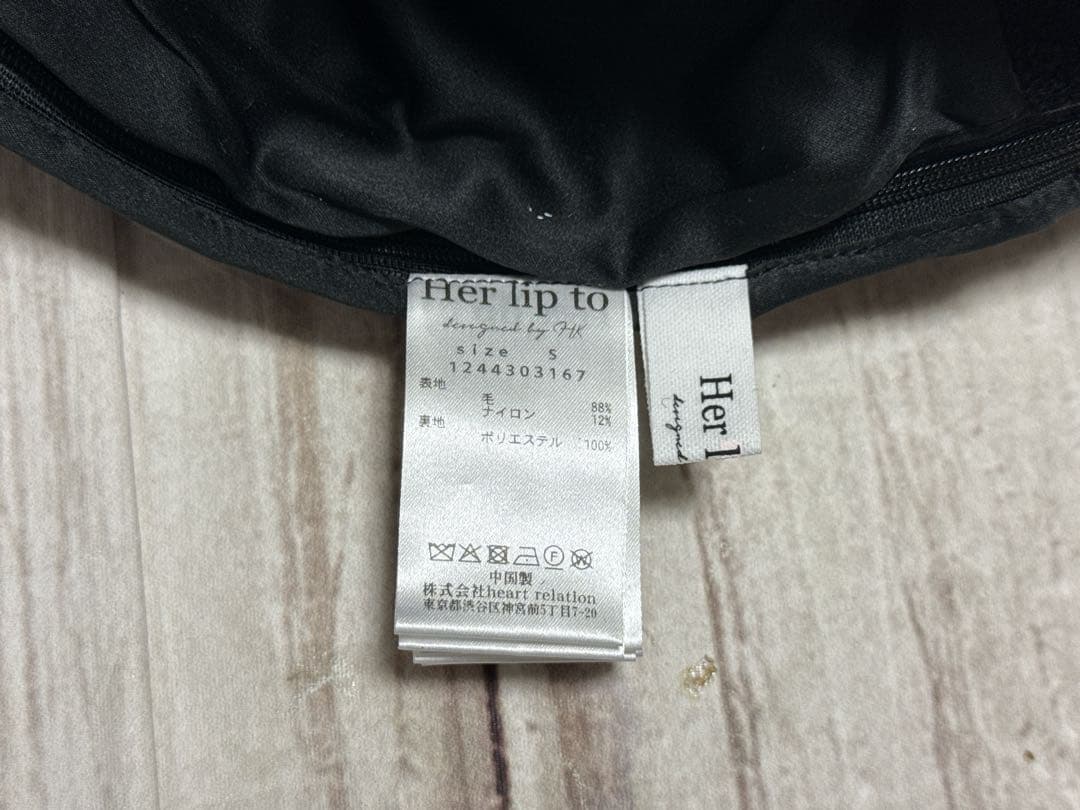 Her lip to
designed by HK
size S
1244303167
表地
毛 88%
ナイロン 12%
裏地
ポリエステル 100%
中国製
株式会社heart relation
東京都渋谷区神宮前5丁目7-20
Her l
designed